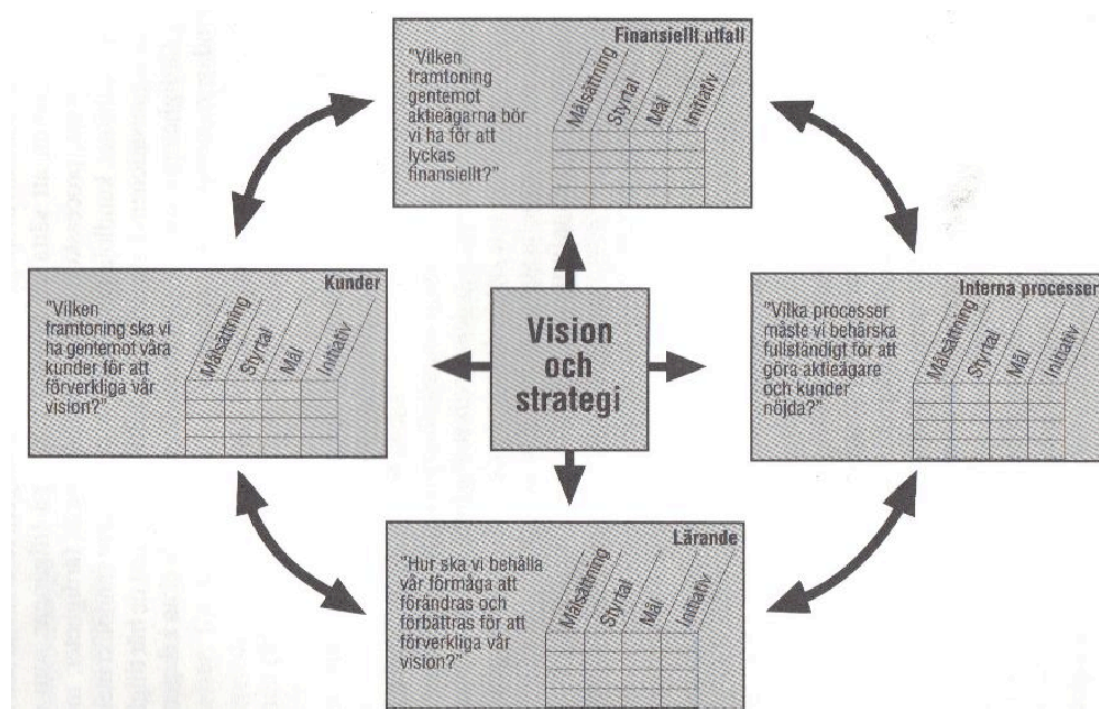 Finansiellt utfall
"Vilken
framtoning
gentemot
aktieägarna bör
vi ha för att
lyckas
finansiellt?"
Målsättning
Styrtal
Mål
Initiativ
Kunder
"Vilken
framtoning ska vi
ha gentemot våra
kunder för att
förverkliga vår
vision?"
Målsättning
Styrtal
Mål
Initiativ
Vision
och
strategi
Interna processer
"Vilka processer
måste vi behärska
fullständigt för att
göra aktieägare
och kunder
nöjda?"
Målsättning
Styrtal
Mål
Initiativ
Lärande
"Hur ska vi behålla
vår förmåga att
förändras och
förbättras för att
förverkliga vår
vision?"
Målsättning
Styrtal
Mål
Initiativ